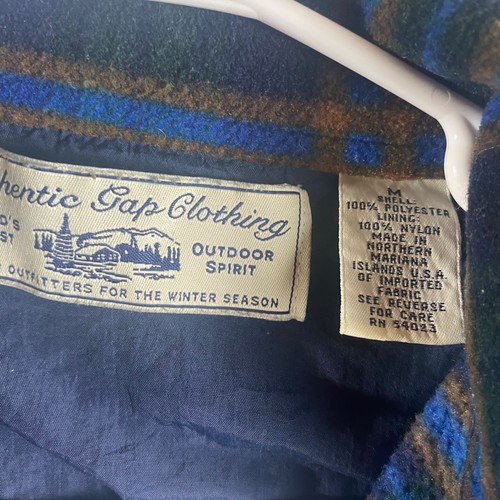 Gap Clothing
OUTDOOR
SPIRIT
OUTFITTERS FOR THE WINTER SEASON
M
SHELL:
100% POLYESTER
LINING:
100% NYLON
MADE IN
NORTHERN
MARIANA
ISLANDS U.S.A.
OF IMPORTED
FABRIC
SEE REVERSE
FOR CARE
RN 54023